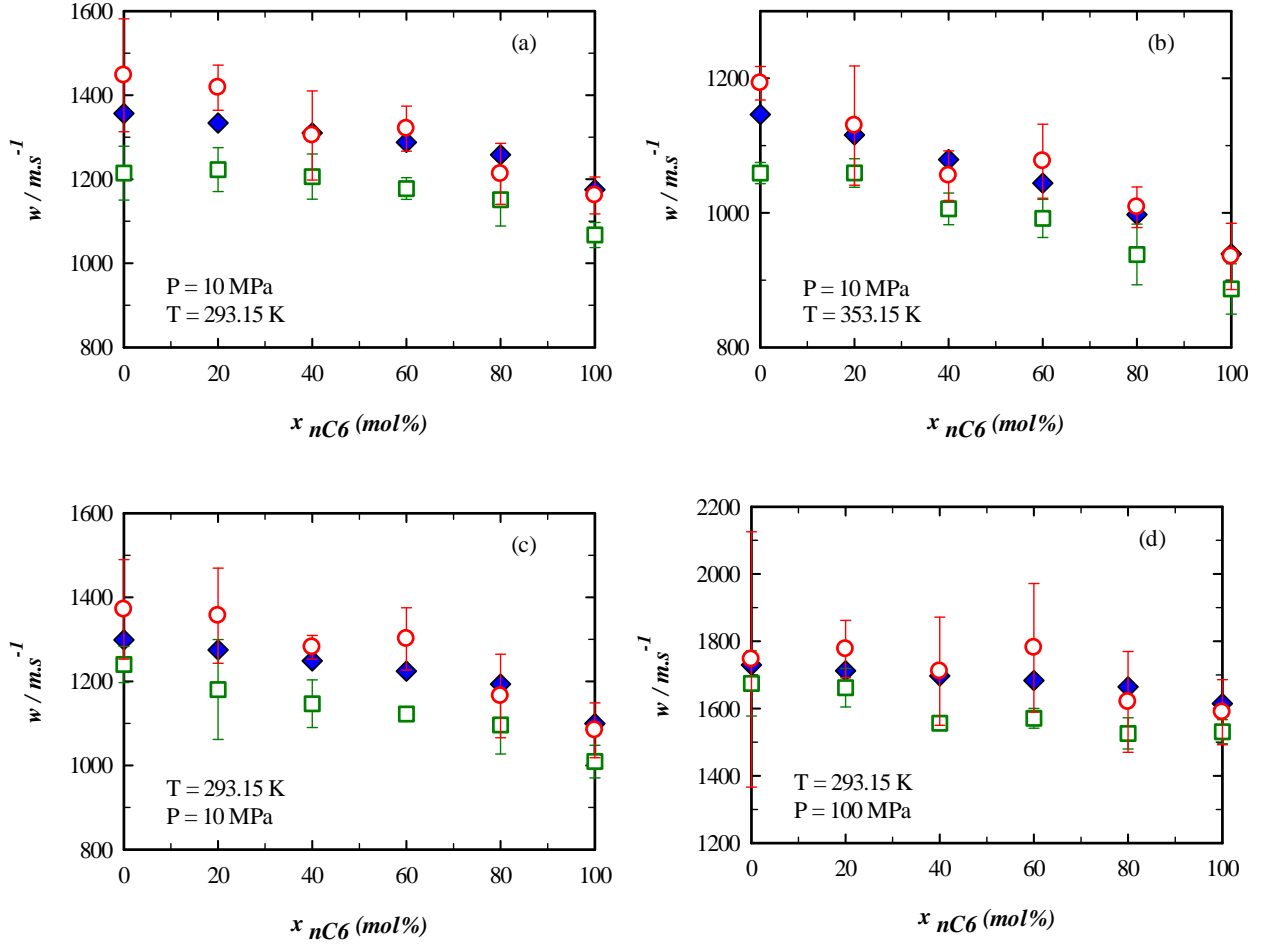 1600
1400
1200
1000
800
w / m.s-1
(a)
P = 10 MPa
T = 293.15 K
0 20 40 60 80 100
x nC6 (mol%)
1200
1000
800
w / m.s-1
(b)
P = 10 MPa
T = 353.15 K
0 20 40 60 80 100
x nC6 (mol%)
1600
1400
1200
1000
800
w / m.s-1
(c)
T = 293.15 K
P = 10 MPa
0 20 40 60 80 100
x nC6 (mol%)
2200
2000
1800
1600
1400
1200
w / m.s-1
(d)
T = 293.15 K
P = 100 MPa
0 20 40 60 80 100
x nC6 (mol%)